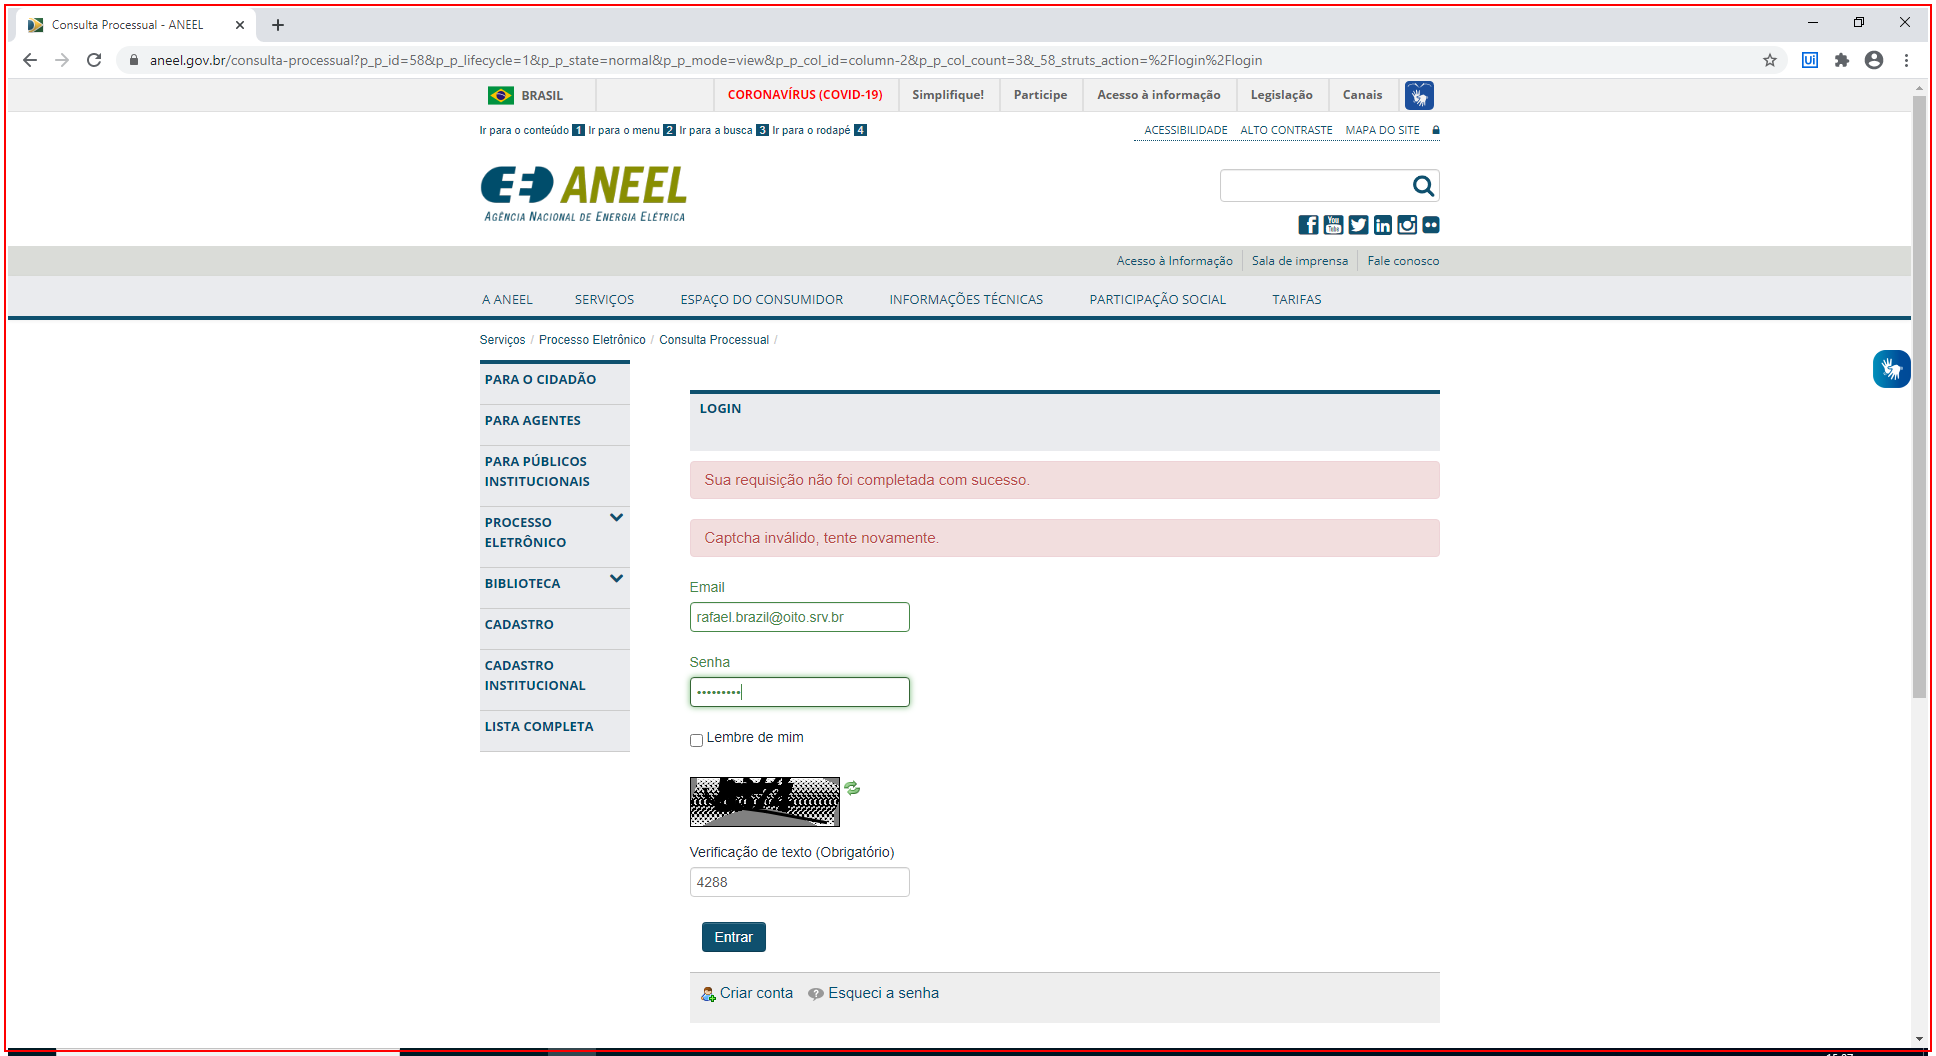 Consulta Processual - ANEEL
aneel.gov.br/consulta-processual?p_p_id=58&p_p_lifecycle=1&p_p_state=normal&p_p_mode=view&p_p_col_id=column-2&p_p_col_count=3&_58_struts_action=%2Flogin%2Flogin
BRASIL CORONAVÍRUS (COVID-19) Simplifique! Participe Acesso à informação Legislação Canais
Ir para o conteúdo 1 Ir para o menu 2 Ir para a busca 3 Ir para o rodapé 4
ACESSIBILIDADE ALTO CONTRASTE MAPA DO SITE
ANEEL
AGÊNCIA NACIONAL DE ENERGIA ELÉTRICA
Acesso à Informação Sala de imprensa Fale conosco
A ANEEL SERVIÇOS ESPAÇO DO CONSUMIDOR INFORMAÇÕES TÉCNICAS PARTICIPAÇÃO SOCIAL TARIFAS
Serviços / Processo Eletrônico / Consulta Processual /
PARA O CIDADÃO
PARA AGENTES
PARA PÚBLICOS
INSTITUCIONAIS
PROCESSO
ELETRÔNICO
BIBLIOTECA
CADASTRO
CADASTRO
INSTITUCIONAL
LISTA COMPLETA
LOGIN
Sua requisição não foi completada com sucesso.
Captcha inválido, tente novamente.
Email
rafael.brazil@oito.srv.br
Senha
•••••••••
Lembre de mim
Verificação de texto (Obrigatório)
4288
Entrar
Criar conta Esqueci a senha